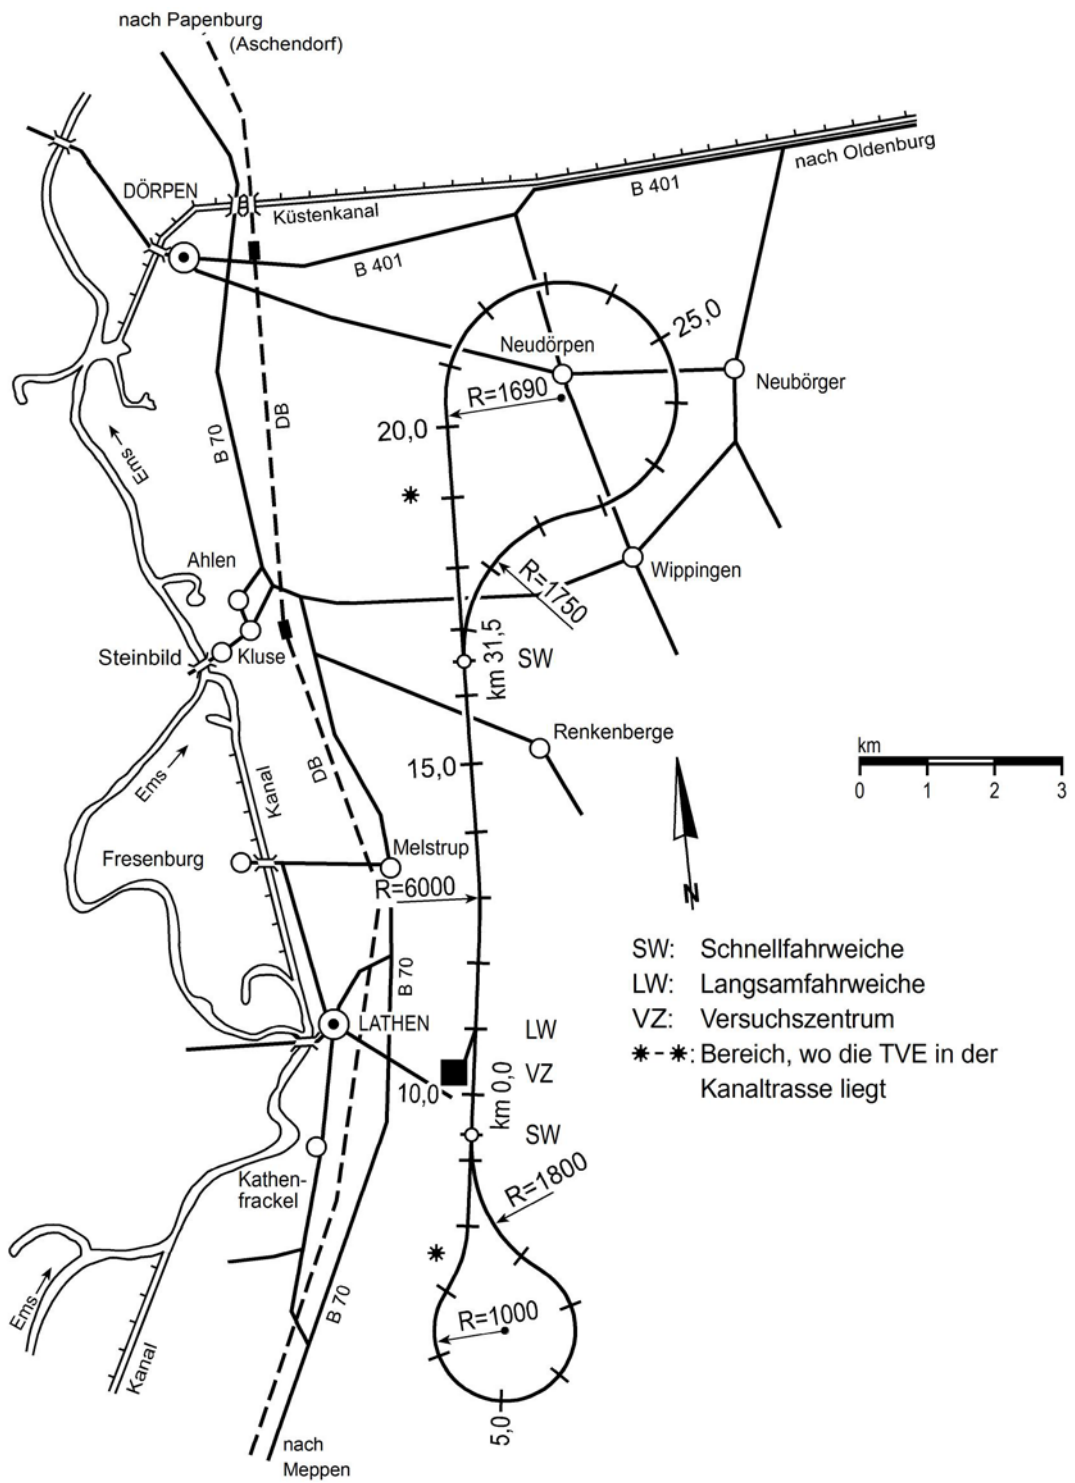 nach Papenburg
(Aschendorf)
nach Oldenburg
B 401
DÖRPEN
Küstenkanal
B 401
25,0
Neudörpen
Neubörger
R=1690
DB
20,0
B 70
Ems
Ahlen
Wippingen
R=1750
Steinbild
Kluse
km 31,5
SW
Renkenberge
km
0 1 2 3
15,0
DB
Ems
Kanal
Melstrup
Fresenburg
R=6000
N
SW: Schnellfahrweiche
LW: Langsamfahrweiche
VZ: Versuchszentrum
*-*: Bereich, wo die TVE in der
Kanaltrasse liegt
B 70
LATHEN
LW
VZ
10,0
km 0,0
SW
Kathen-
frackel
R=1800
Ems
R=1000
B 70
Kanal
5,0
nach
Meppen